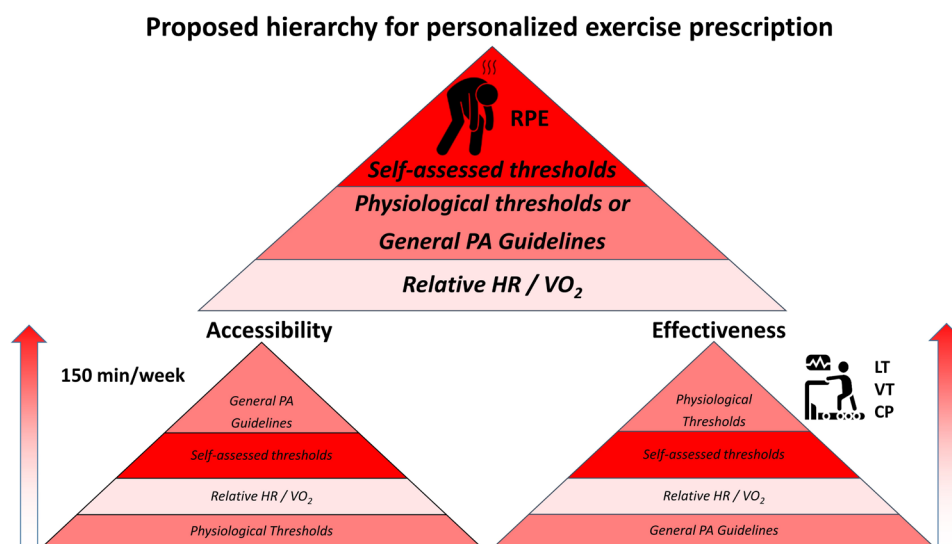 Proposed hierarchy for personalized exercise prescription
RPE
Self-assessed thresholds
Physiological thresholds or
General PA Guidelines
Relative HR / VO₂
Accessibility
150 min/week
General PA
Guidelines
Self-assessed thresholds
Relative HR / VO₂
Physiological Thresholds
Effectiveness
LT
VT
CP
Physiological
Thresholds
Self-assessed thresholds
Relative HR / VO₂
General PA Guidelines